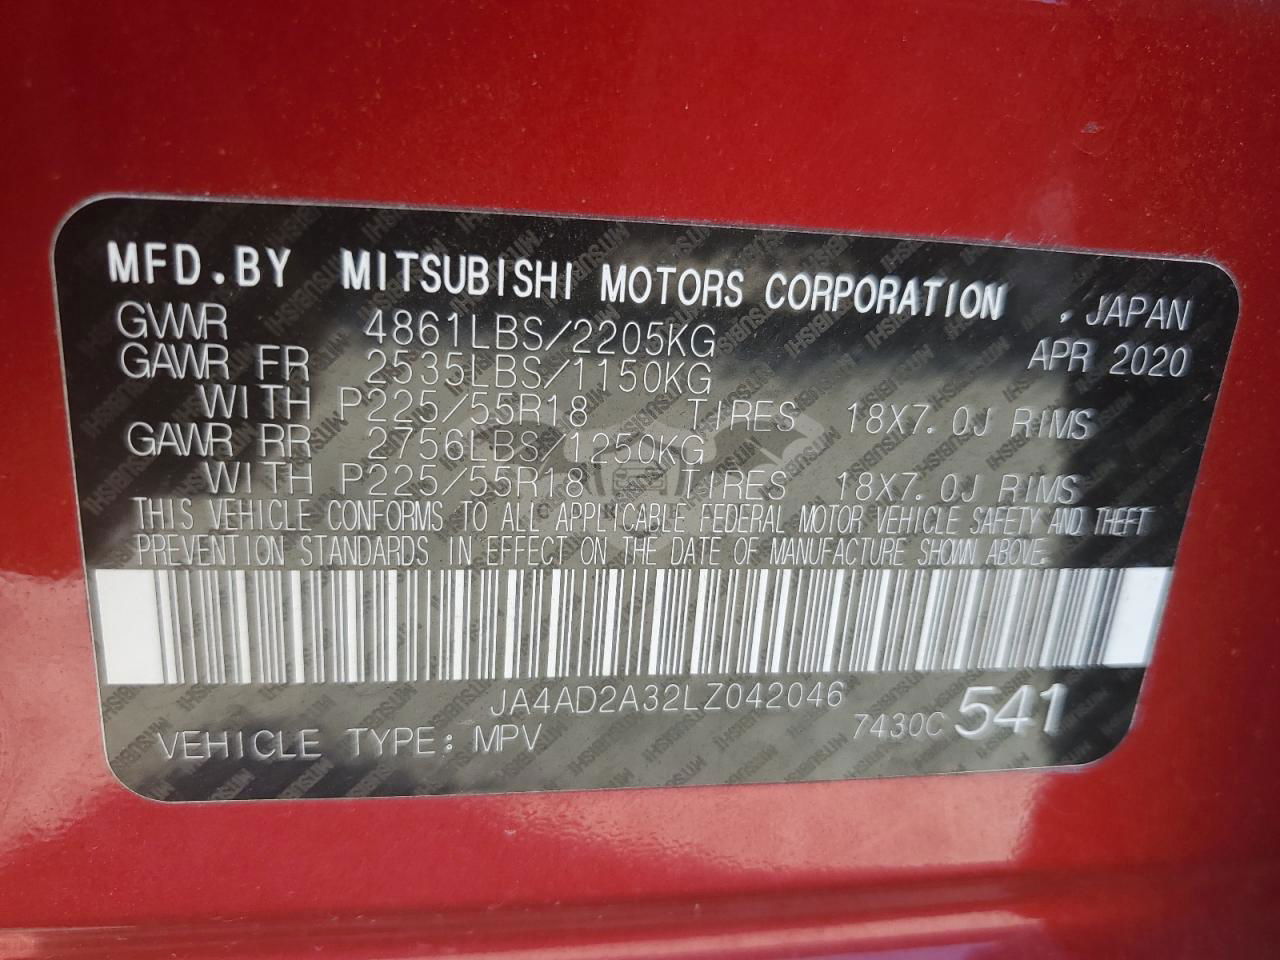 MFD.BY MITSUBISHI MOTORS CORPORATION , JAPAN
GVWR 4861LBS/2205KG APR 2020
GAWR FR 2535LBS/1150KG
WITH P225/55R18 TIRES 18X7.0J RIMS
GAWR RR 2756LBS/1250KG
WITH P225/55R18 TIRES 18X7.0J RIMS
THIS VEHICLE CONFORMS TO ALL APPLICABLE FEDERAL MOTOR VEHICLE SAFETY AND THEFT
PREVENTION STANDARDS IN EFFECT ON THE DATE OF MANUFACTURE SHOWN ABOVE.
JA4AD2A32LZ042046
VEHICLE TYPE: MPV 7430C 541